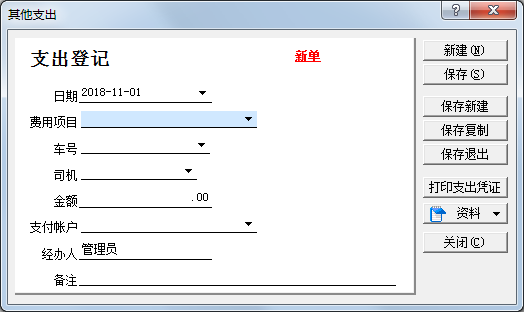 其他支出
支出登记
新单
日期 2018-11-01
费用项目
车号
司机
金额 .00
支付帐户
经办人 管理员
备注
新建(N)
保存(S)
保存新建
保存复制
保存退出
打印支出凭证
资料
关闭(C)